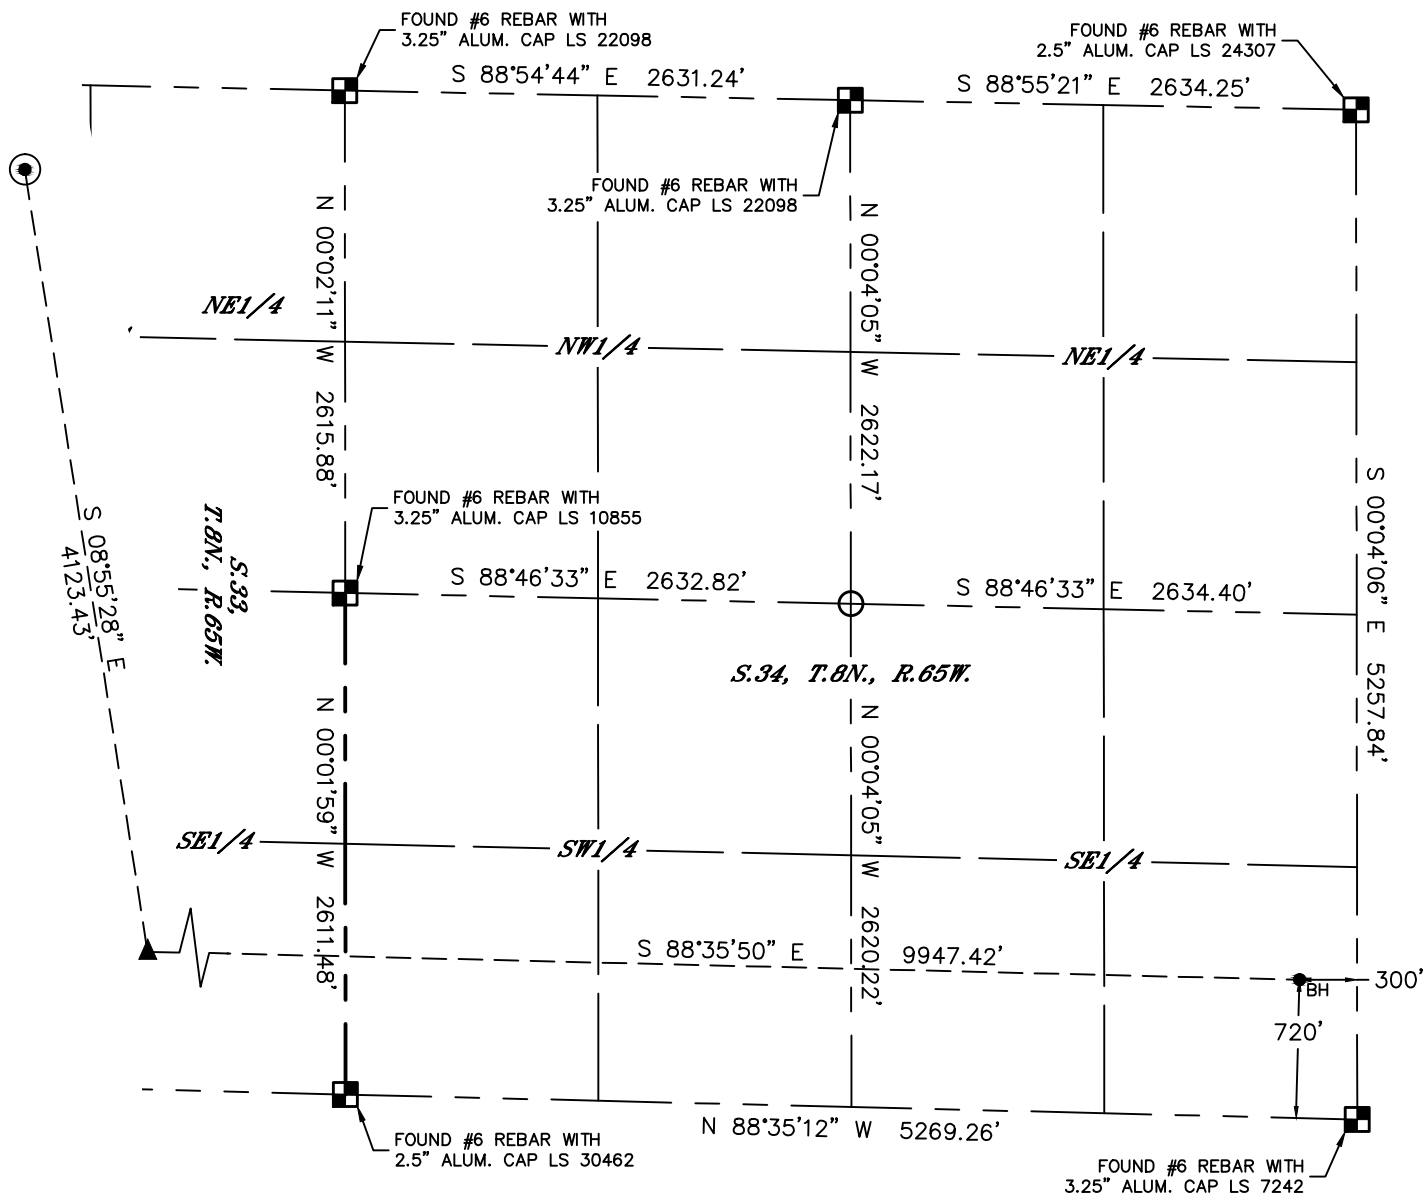 FOUND #6 REBAR WITH
3.25" ALUM. CAP LS 22098
FOUND #6 REBAR WITH
2.5" ALUM. CAP LS 24307
S 88°54'44" E 2631.24'
S 88°55'21" E 2634.25'
FOUND #6 REBAR WITH
3.25" ALUM. CAP LS 22098
N 00°02'11" W 2615.88'
N 00°04'05" W 2622.17'
NE1/4
NW1/4
NE1/4
S 00°04'06" E 5257.84'
FOUND #6 REBAR WITH
3.25" ALUM. CAP LS 10855
S 08°55'28" E
4123.43'
S.33,
T.8N., R.65W.
S 88°46'33" E 2632.82'
S 88°46'33" E 2634.40'
S.34, T.8N., R.65W.
N 00°01'59" W 2611.48'
N 00°04'05" W 2620.22'
SE1/4
SW1/4
SE1/4
S 88°35'50" E 9947.42'
BH
300'
720'
N 88°35'12" W 5269.26'
FOUND #6 REBAR WITH
2.5" ALUM. CAP LS 30462
FOUND #6 REBAR WITH
3.25" ALUM. CAP LS 7242